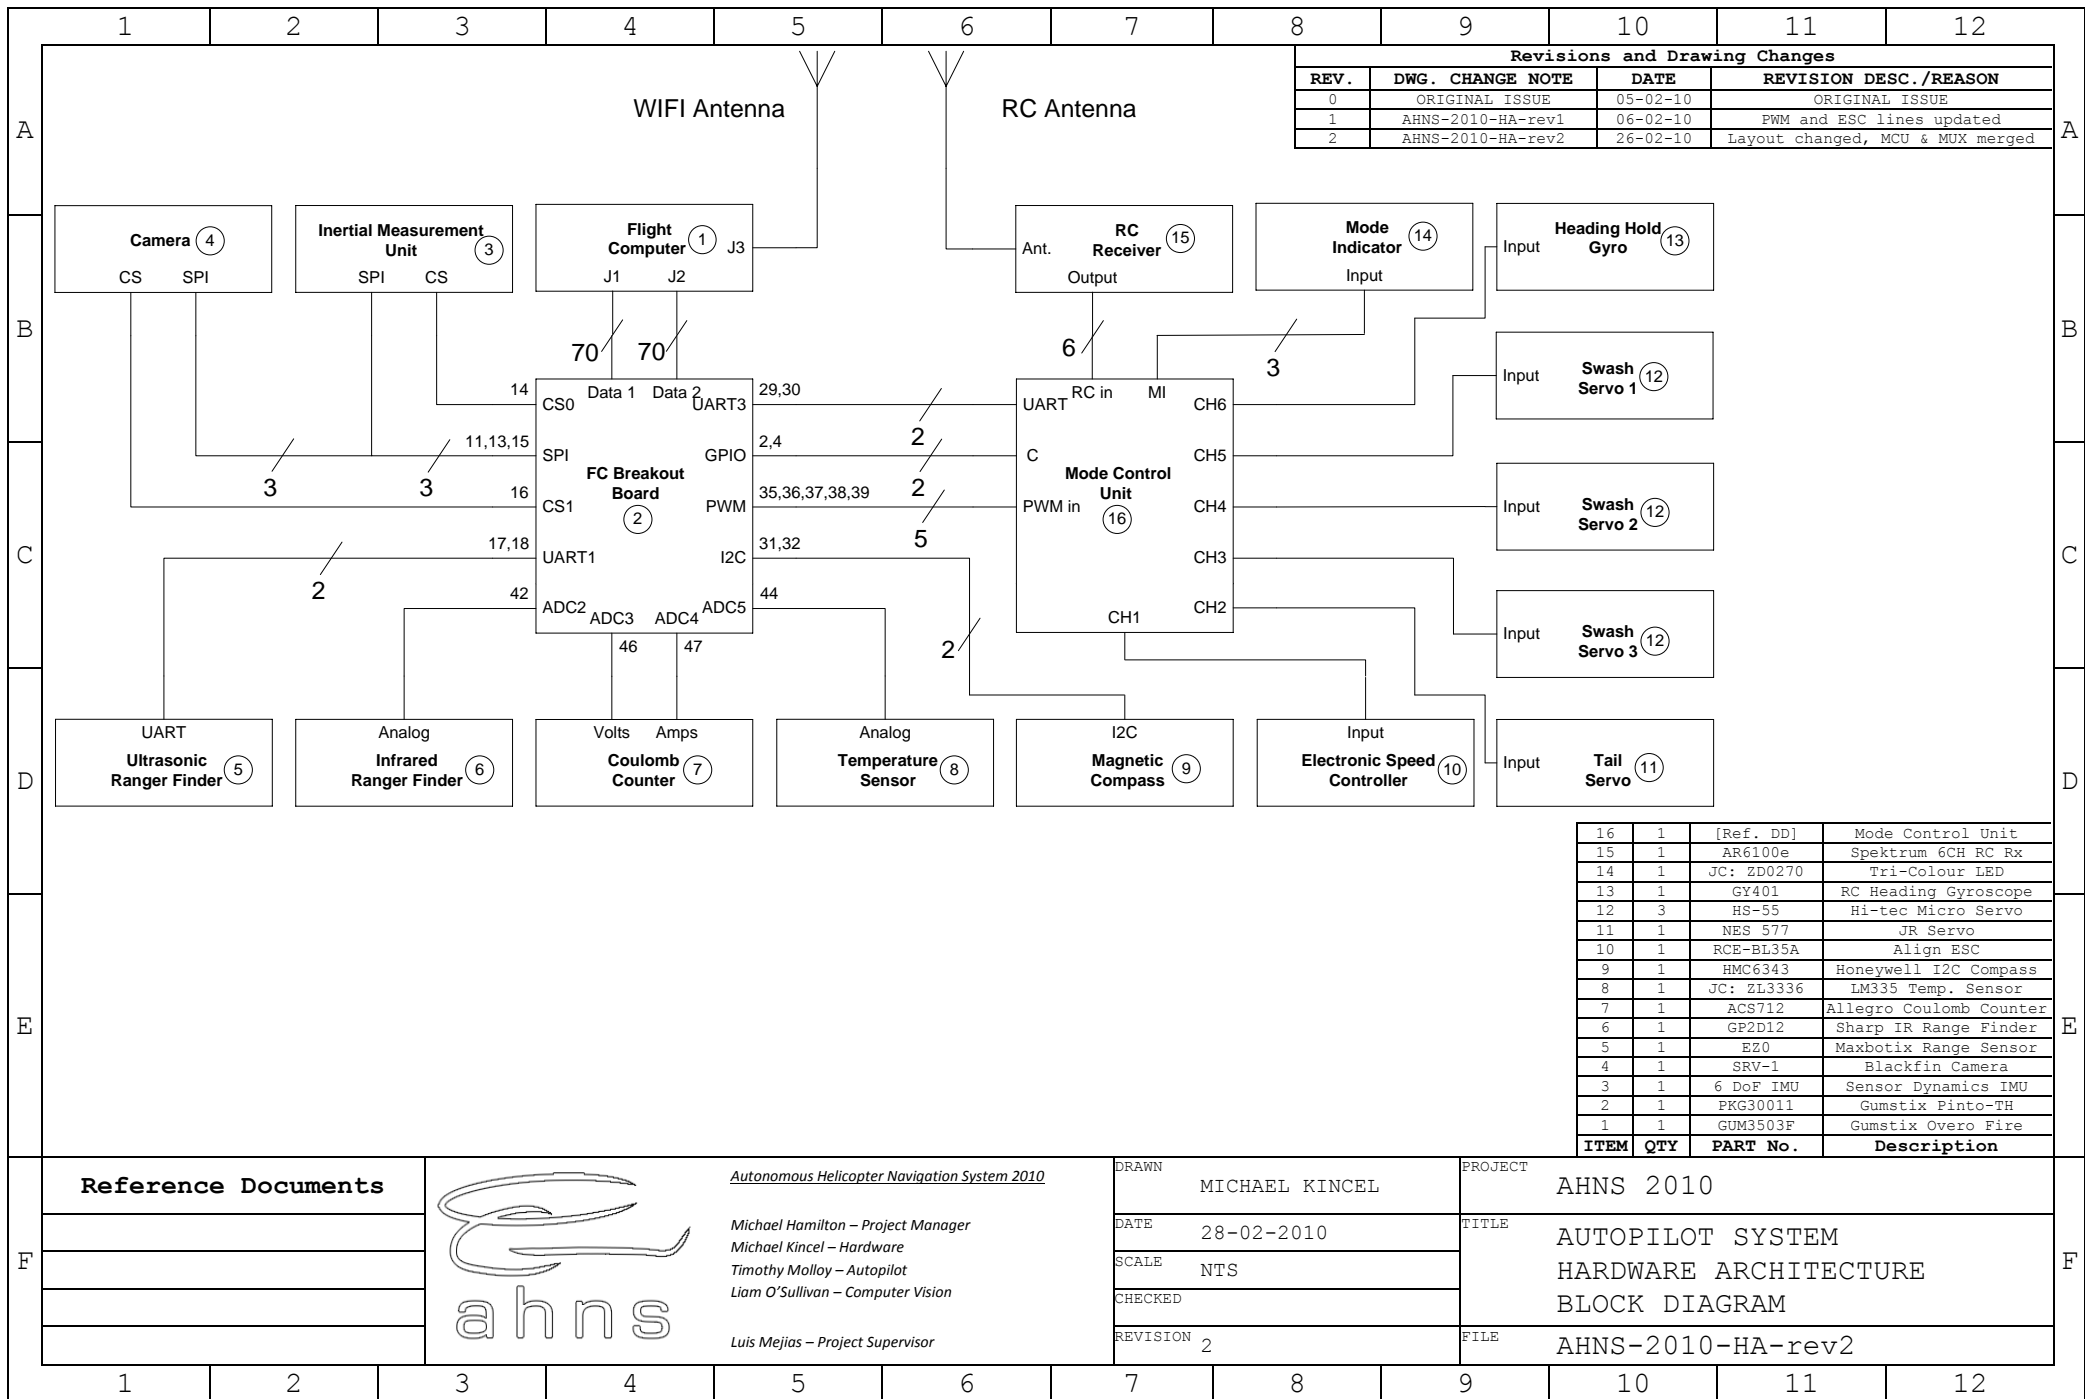 1 2 3 4 5 6 7 8 9 10 11 12
Revisions and Drawing Changes
REV. DWG. CHANGE NOTE DATE REVISION DESC./REASON
0 ORIGINAL ISSUE 05-02-10 ORIGINAL ISSUE
1 AHNS-2010-HA-rev1 06-02-10 PWM and ESC lines updated
2 AHNS-2010-HA-rev2 26-02-10 Layout changed, MCU & MUX merged
WIFI Antenna RC Antenna
A A
Camera 4
CS SPI
Inertial Measurement
Unit 3
SPI CS
Flight
Computer 1 J3
J1 J2
Ant. RC
Receiver 15
Output
Mode
Indicator 14
Input
Input Heading Hold
Gyro 13
B B
70 70 6 3
Input Swash
Servo 1 12
14 CS0 Data 1 Data 2 UART3 29,30 2 UART RC in MI CH6
11,13,15 SPI GPIO 2,4 2 C CH5
3 3
FC Breakout
Board
2
Mode Control
Unit
16
16 CS1 PWM 35,36,37,38,39 5 PWM in CH4
Input Swash
Servo 2 12
C C
17,18 UART1 I2C 31,32 CH3
2
42 ADC2 ADC3 ADC4 ADC5 44 CH1 CH2
46 47 2
Input Swash
Servo 3 12
UART
Ultrasonic
Ranger Finder 5
Analog
Infrared
Ranger Finder 6
Volts Amps
Coulomb
Counter 7
Analog
Temperature
Sensor 8
I2C
Magnetic
Compass 9
Input
Electronic Speed
Controller 10
Input Tail
Servo 11
D D
16 1 [Ref. DD] Mode Control Unit
15 1 AR6100e Spektrum 6CH RC Rx
14 1 JC: ZD0270 Tri-Colour LED
13 1 GY401 RC Heading Gyroscope
12 3 HS-55 Hi-tec Micro Servo
11 1 NES 577 JR Servo
10 1 RCE-BL35A Align ESC
9 1 HMC6343 Honeywell I2C Compass
8 1 JC: ZL3336 LM335 Temp. Sensor
7 1 ACS712 Allegro Coulomb Counter
6 1 GP2D12 Sharp IR Range Finder
5 1 EZ0 Maxbotix Range Sensor
4 1 SRV-1 Blackfin Camera
3 1 6 DoF IMU Sensor Dynamics IMU
2 1 PKG30011 Gumstix Pinto-TH
1 1 GUM3503F Gumstix Overo Fire
ITEM QTY PART No. Description
E E
Reference Documents
ahns
Autonomous Helicopter Navigation System 2010
Michael Hamilton – Project Manager
Michael Kincel – Hardware
Timothy Molloy – Autopilot
Liam O'Sullivan – Computer Vision
Luis Mejias – Project Supervisor
DRAWN MICHAEL KINCEL
DATE 28-02-2010
SCALE NTS
CHECKED
REVISION 2
PROJECT AHNS 2010
TITLE AUTOPILOT SYSTEM
HARDWARE ARCHITECTURE
BLOCK DIAGRAM
FILE AHNS-2010-HA-rev2
F F
1 2 3 4 5 6 7 8 9 10 11 12